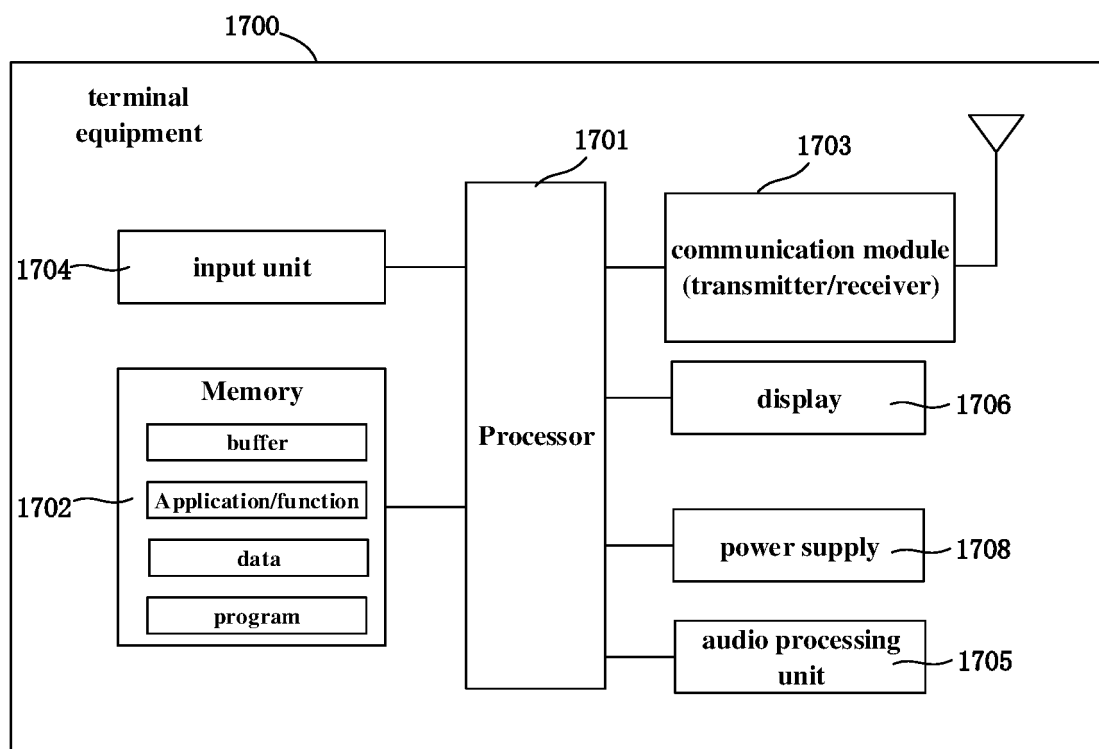 1700
terminal
equipment
1701
1703
1704
input unit
communication module
(transmitter/receiver)
Memory
buffer
Application/function
data
program
1702
Processor
display
1706
power supply
1708
audio processing
unit
1705